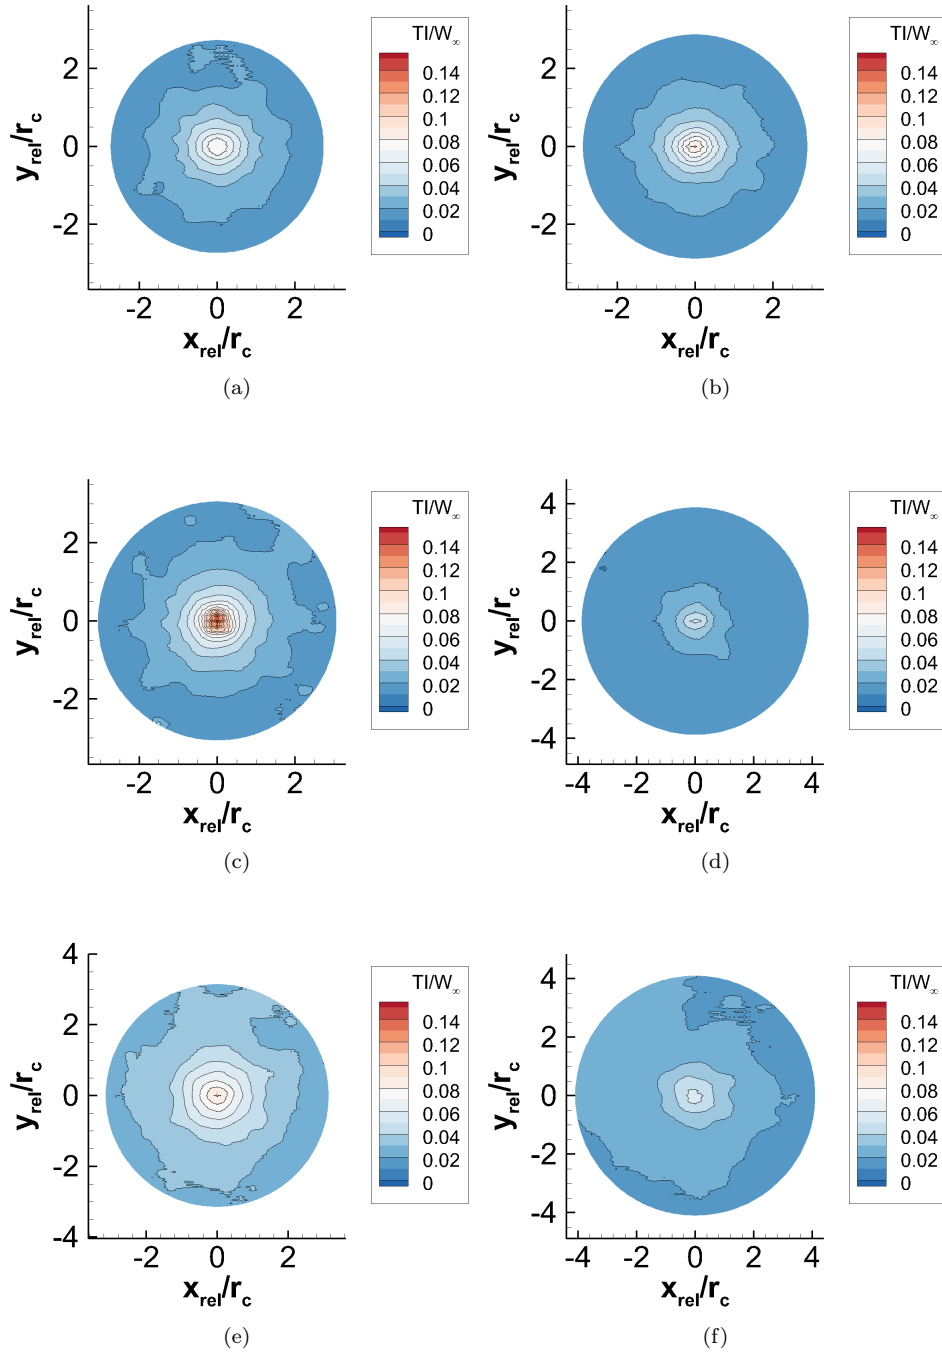 TI/W∞
0.14
0.12
0.1
0.08
0.06
0.04
0.02
0
2
0
-2
y_rel/r_c
-2 0 2
x_rel/r_c
(a)
TI/W∞
0.14
0.12
0.1
0.08
0.06
0.04
0.02
0
2
0
-2
y_rel/r_c
-2 0 2
x_rel/r_c
(b)
TI/W∞
0.14
0.12
0.1
0.08
0.06
0.04
0.02
0
2
0
-2
y_rel/r_c
-2 0 2
x_rel/r_c
(c)
TI/W∞
0.14
0.12
0.1
0.08
0.06
0.04
0.02
0
4
2
0
-2
-4
y_rel/r_c
-4 -2 0 2 4
x_rel/r_c
(d)
TI/W∞
0.14
0.12
0.1
0.08
0.06
0.04
0.02
0
4
2
0
-2
-4
y_rel/r_c
-2 0 2
x_rel/r_c
(e)
TI/W∞
0.14
0.12
0.1
0.08
0.06
0.04
0.02
0
4
2
0
-2
-4
y_rel/r_c
-4 -2 0 2 4
x_rel/r_c
(f)